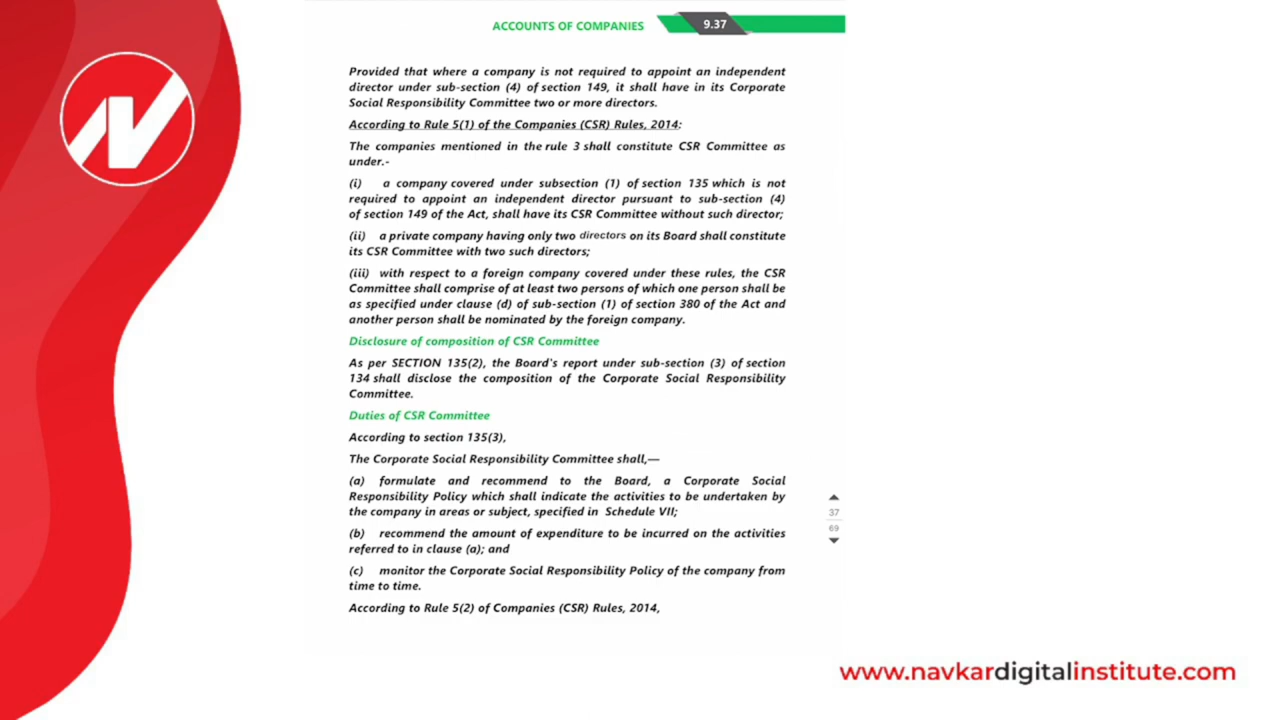 ACCOUNTS OF COMPANIES 9.37
Provided that where a company is not required to appoint an independent
director under sub-section (4) of section 149, it shall have in its Corporate
Social Responsibility Committee two or more directors.
According to Rule 5(1) of the Companies (CSR) Rules, 2014:
The companies mentioned in the rule 3 shall constitute CSR Committee as
under.-
(i) a company covered under subsection (1) of section 135 which is not
required to appoint an independent director pursuant to sub-section (4)
of section 149 of the Act, shall have its CSR Committee without such director;
(ii) a private company having only two directors on its Board shall constitute
its CSR Committee with two such directors;
(iii) with respect to a foreign company covered under these rules, the CSR
Committee shall comprise of at least two persons of which one person shall be
as specified under clause (d) of sub-section (1) of section 380 of the Act and
another person shall be nominated by the foreign company.
Disclosure of composition of CSR Committee
As per SECTION 135(2), the Board's report under sub-section (3) of section
134 shall disclose the composition of the Corporate Social Responsibility
Committee.
Duties of CSR Committee
According to section 135(3),
The Corporate Social Responsibility Committee shall,—
(a) formulate and recommend to the Board, a Corporate Social
Responsibility Policy which shall indicate the activities to be undertaken by
the company in areas or subject, specified in Schedule VII;
(b) recommend the amount of expenditure to be incurred on the activities
referred to in clause (a); and
(c) monitor the Corporate Social Responsibility Policy of the company from
time to time.
According to Rule 5(2) of Companies (CSR) Rules, 2014,
37
69
www.navkardigitalinstitute.com